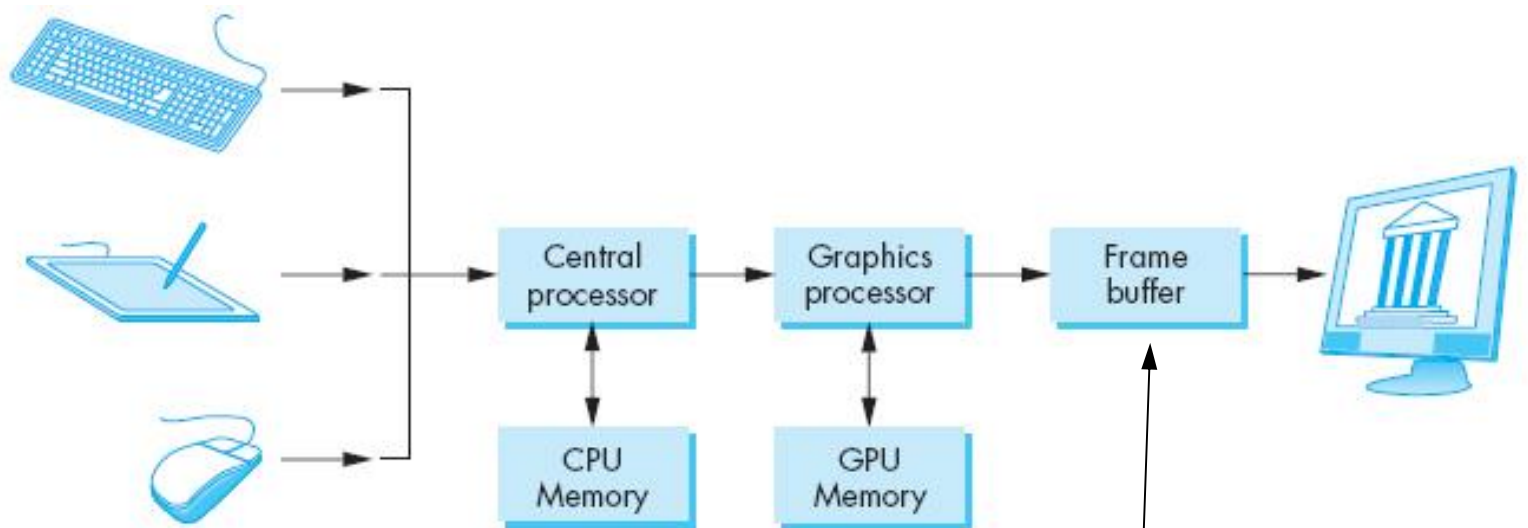 Central
processor
Graphics
processor
Frame
buffer
CPU
Memory
GPU
Memory